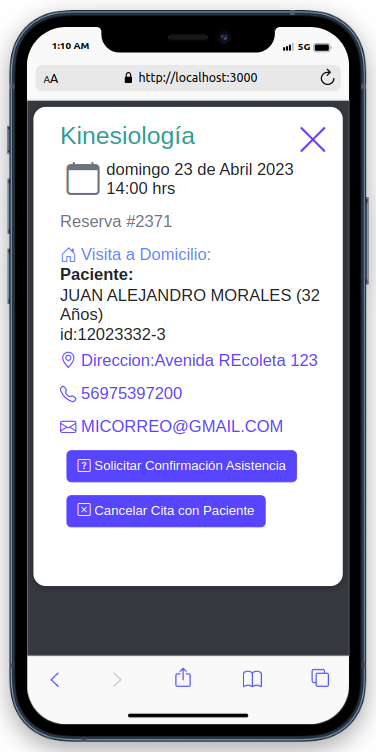 1:10 AM
5G
AA
http://localhost:3000
Kinesiología
domingo 23 de Abril 2023
14:00 hrs
Reserva #2371
Visita a Domicilio:
Paciente:
JUAN ALEJANDRO MORALES (32
Años)
id:12023332-3
Direccion:Avenida REcoleta 123
56975397200
MICORREO@GMAIL.COM
Solicitar Confirmación Asistencia
Cancelar Cita con Paciente